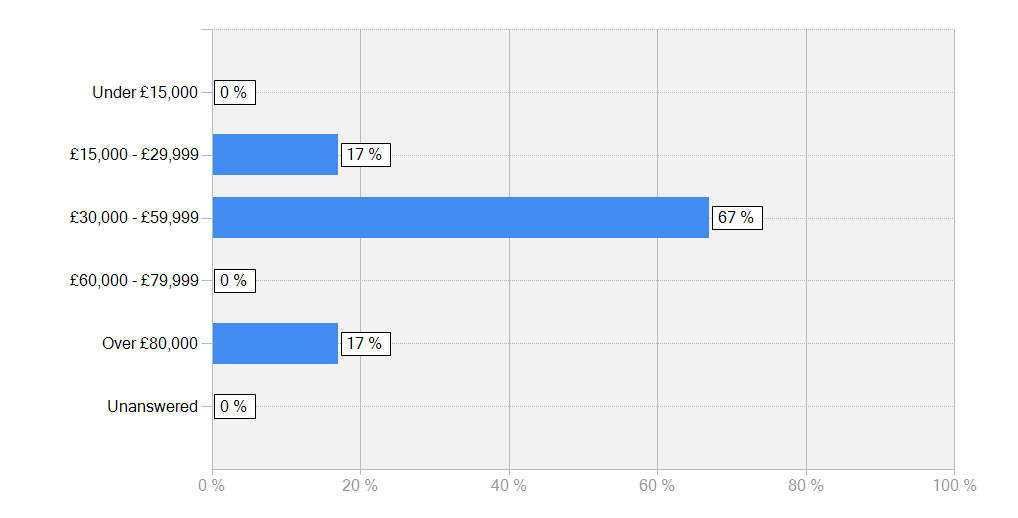 Under £15,000
0 %
£15,000 - £29,999
17 %
£30,000 - £59,999
67 %
£60,000 - £79,999
0 %
Over £80,000
17 %
Unanswered
0 %
0 % 20 % 40 % 60 % 80 % 100 %